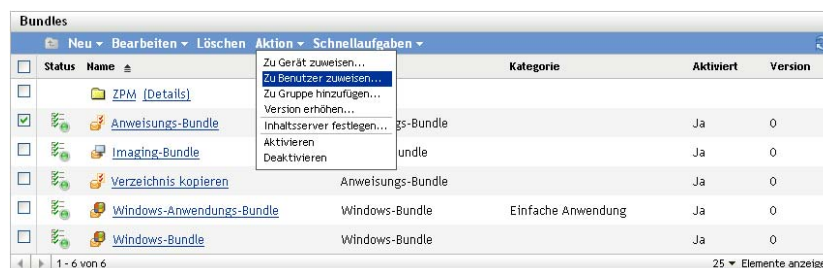 Bundles
Neu Bearbeiten Löschen Aktion Schnellaufgaben
Status Name Kategorie Aktiviert Version
Zu Gerät zuweisen...
Zu Benutzer zuweisen...
Zu Gruppe hinzufügen...
Version erhöhen...
Inhaltsserver festlegen...
Aktivieren
Deaktivieren
ZPM (Details)
Anweisungs-Bundle gs-Bundle Ja 0
Imaging-Bundle undle Ja 0
Verzeichnis kopieren Anweisungs-Bundle Ja 0
Windows-Anwendungs-Bundle Windows-Bundle Einfache Anwendung Ja 0
Windows-Bundle Windows-Bundle Ja 0
1 - 6 von 6 25 Elemente anzeige